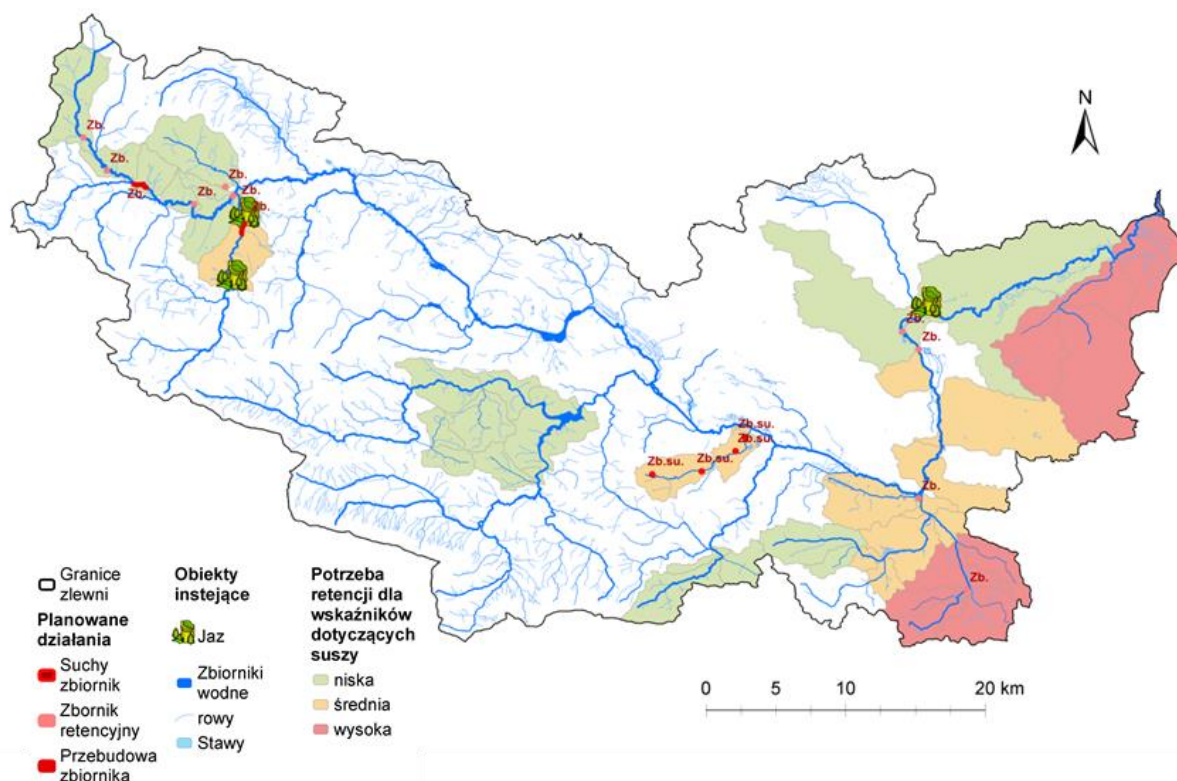 N
Zb.
Zb.
Zb.
Zb.
Zb.
Zb.
Zb.
Zb.
Zb.
Zb.su.
Zb.su.
Zb.su.
Zb.su.
Zb.
Zb.
Granice
zlewni
Planowane
działania
Suchy
zbiornik
Zbornik
retencyjny
Przebudowa
zbiornika
Obiekty
instejące
Jaz
Zbiorniki
wodne
rowy
Stawy
Potrzeba
retencji dla
wskaźników
dotyczących
suszy
niska
średnia
wysoka
0 5 10 20 km